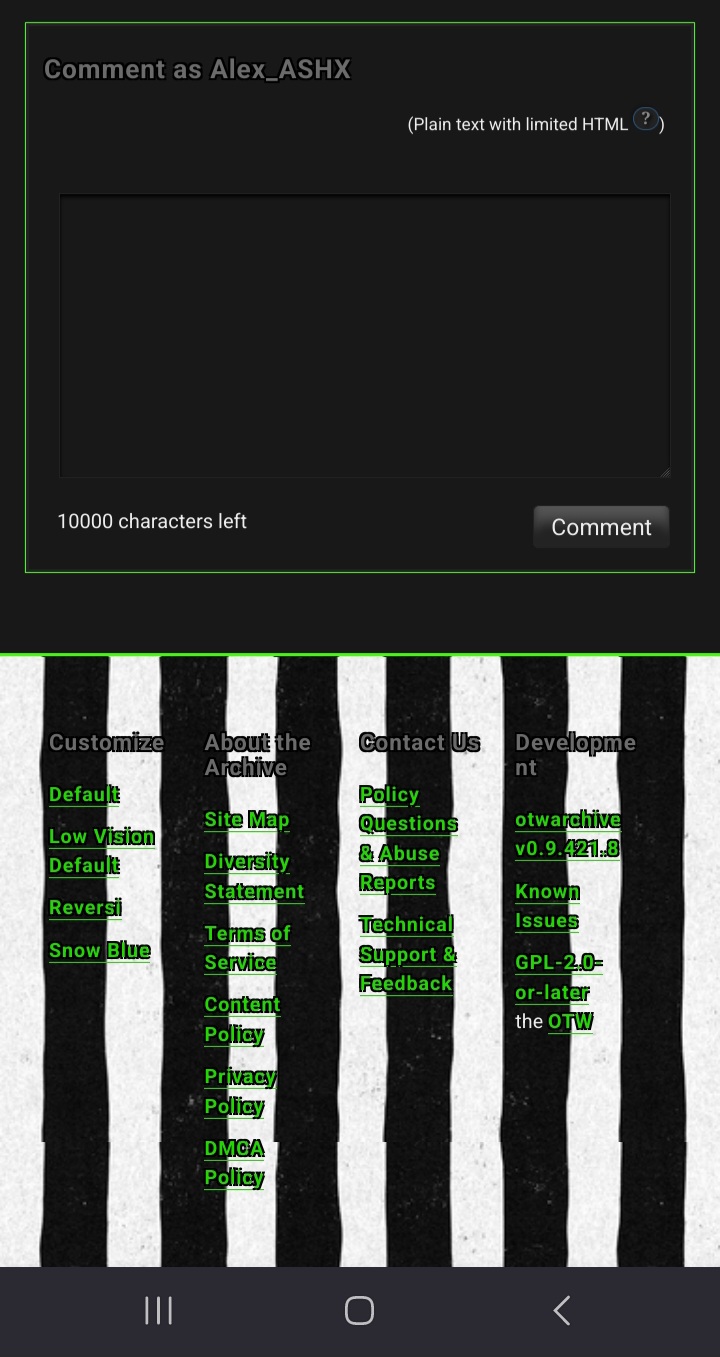 Comment as Alex_ASHX
(Plain text with limited HTML ?)
10000 characters left
Comment
Customize
Default
Low Vision
Default
Reversi
Snow Blue
About the
Archive
Site Map
Diversity
Statement
Terms of
Service
Content
Policy
Privacy
Policy
DMCA
Policy
Contact Us
Policy
Questions
& Abuse
Reports
Technical
Support &
Feedback
Developme
nt
otwarchive
v0.9.421.8
Known
Issues
GPL-2.0-
or-later
the OTW